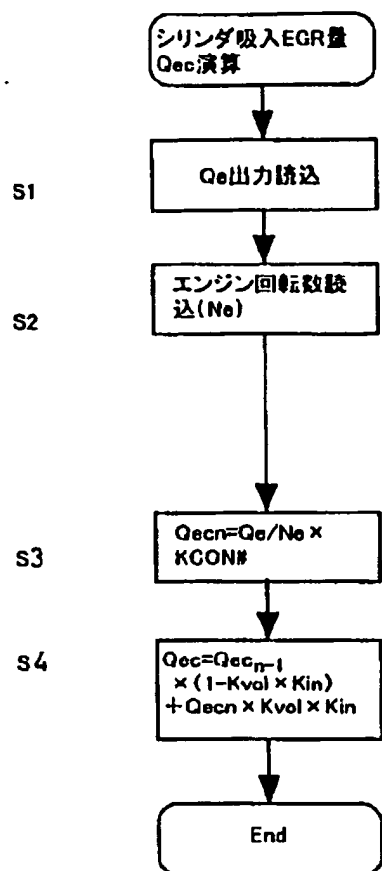 シリンダ吸入EGR量
Qec演算
S1
Qe出力読込
S2
エンジン回転数読
込(Ne)
S3
Qecn=Qe/Ne×
KCON#
S4
Qec=Qecn-1
×(1-Kvol×Kin)
+Qecn×Kvol×Kin
End